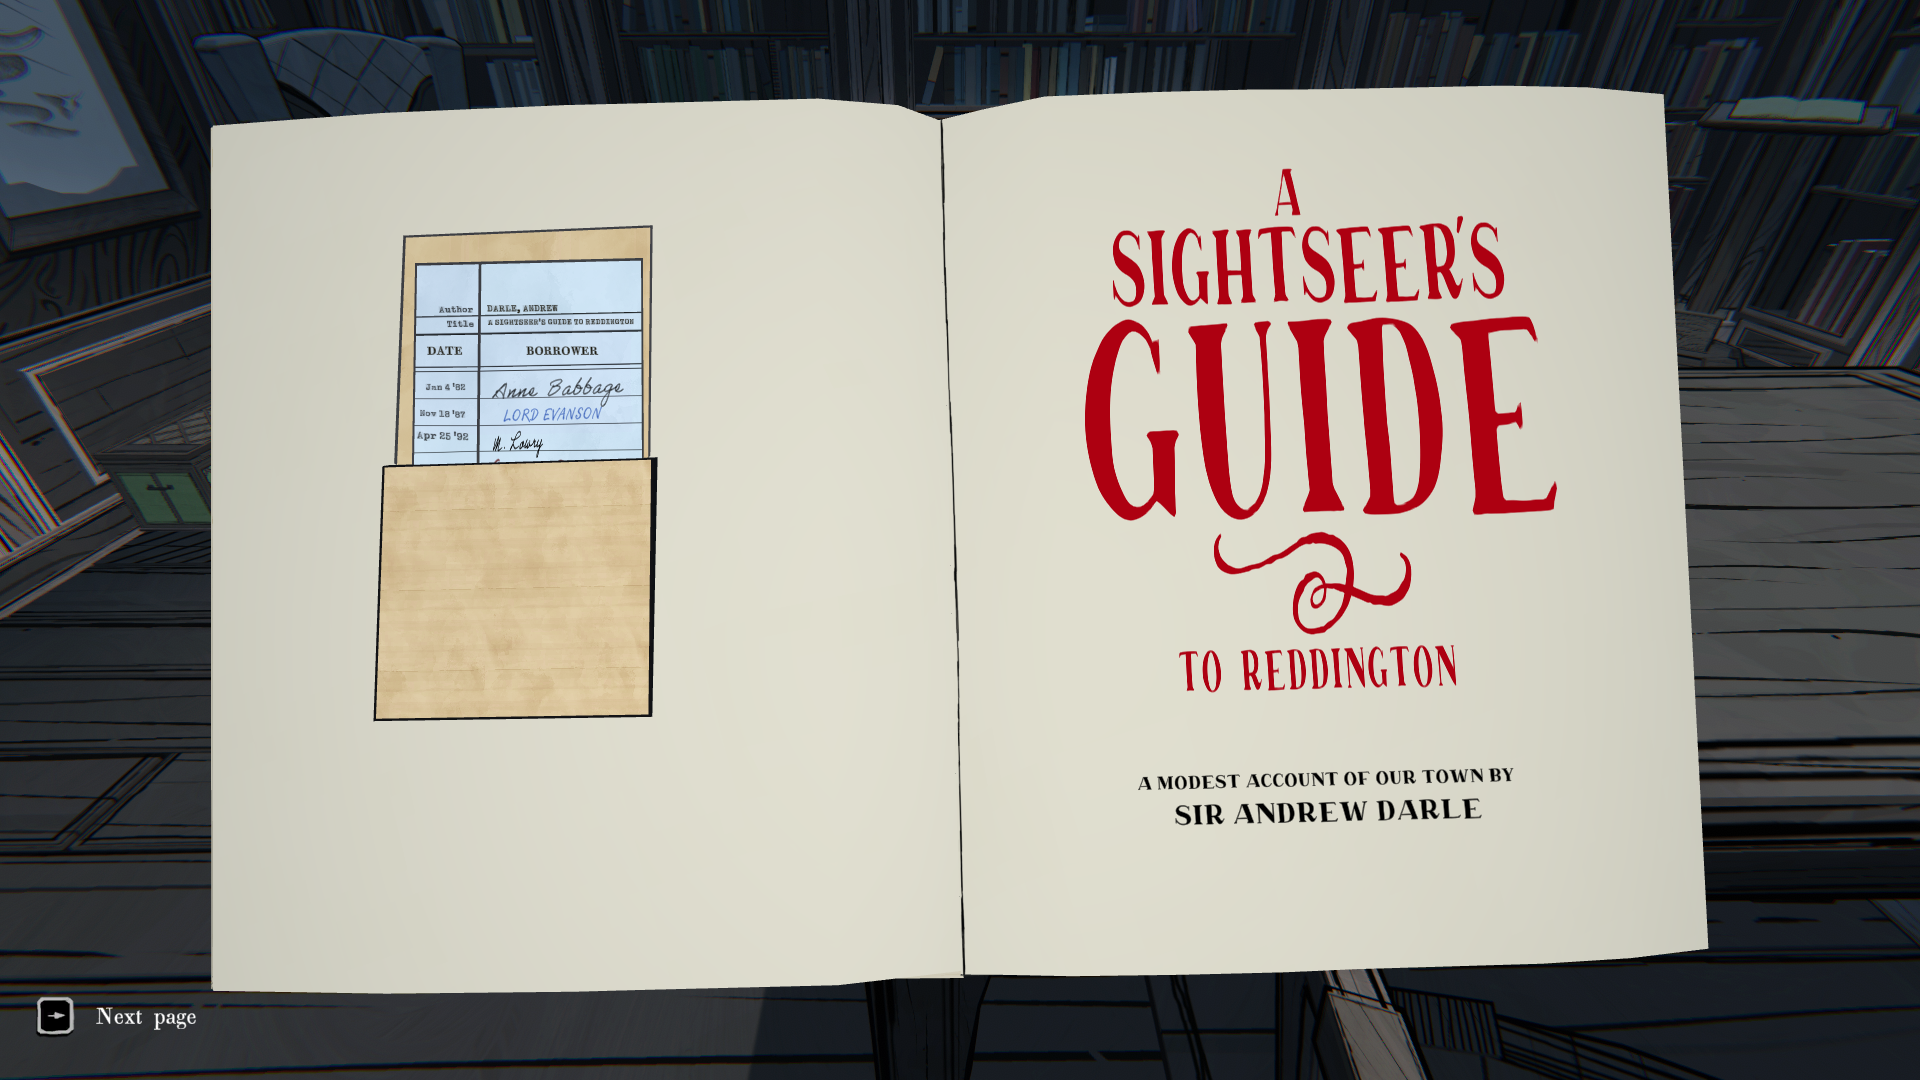 Author DARLE, ANDREW
Title A SIGHTSEER'S GUIDE TO REDDINGTON
DATE BORROWER
Jan 4 '82 Anne Babbage
Nov 18 '87 LORD EVANSON
Apr 25 '92 M. Lowry
A
SIGHTSEER'S
GUIDE
TO REDDINGTON
A MODEST ACCOUNT OF OUR TOWN BY
SIR ANDREW DARLE
Next page